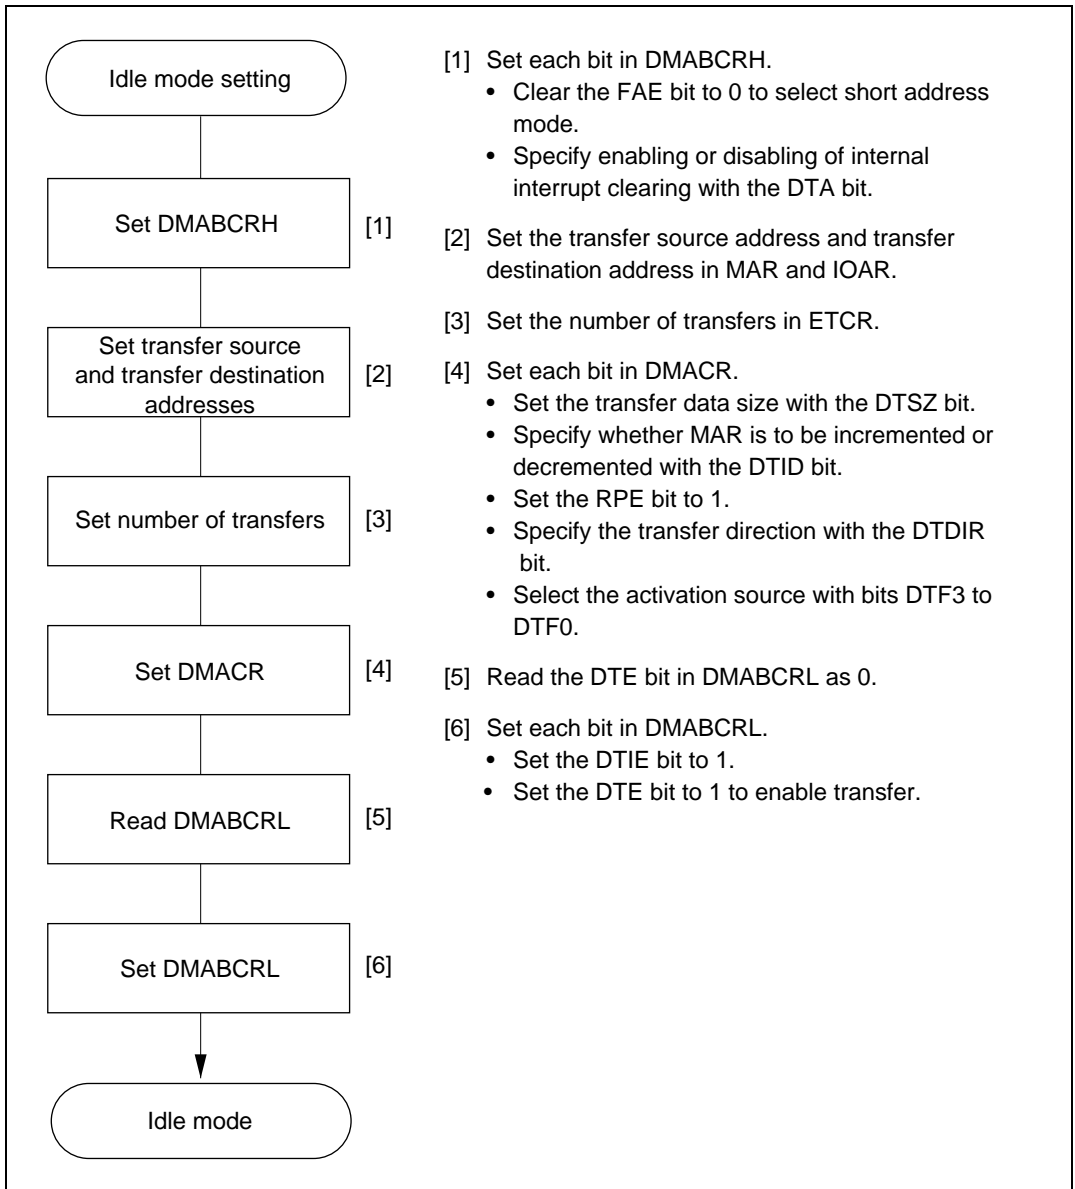 Idle mode setting
Set DMABCRH
[1]
Set transfer source
and transfer destination
addresses
[2]
Set number of transfers
[3]
Set DMACR
[4]
Read DMABCRL
[5]
Set DMABCRL
[6]
Idle mode
[1] Set each bit in DMABCRH.
• Clear the FAE bit to 0 to select short address
mode.
• Specify enabling or disabling of internal
interrupt clearing with the DTA bit.
[2] Set the transfer source address and transfer
destination address in MAR and IOAR.
[3] Set the number of transfers in ETCR.
[4] Set each bit in DMACR.
• Set the transfer data size with the DTSZ bit.
• Specify whether MAR is to be incremented or
decremented with the DTID bit.
• Set the RPE bit to 1.
• Specify the transfer direction with the DTDIR
bit.
• Select the activation source with bits DTF3 to
DTF0.
[5] Read the DTE bit in DMABCRL as 0.
[6] Set each bit in DMABCRL.
• Set the DTIE bit to 1.
• Set the DTE bit to 1 to enable transfer.